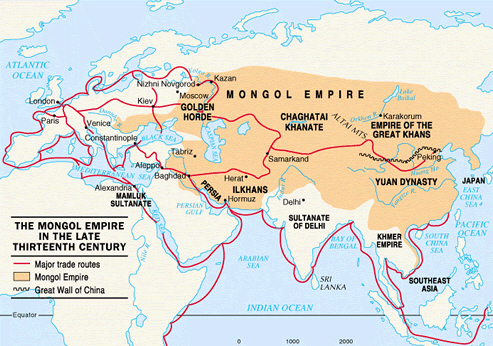 ATLANTIC
OCEAN
London
Paris
Venice
Constantinople
Nizhni Novgorod
Kazan
Moscow
Kiev
GOLDEN
HORDE
MONGOL EMPIRE
CHAGHATAI
KHANATE
ALTAI MTS
Lake
Baikal
Karakorum
EMPIRE OF THE
GREAT KHANS
Peking
YUAN DYNASTY
JAPAN
EAST
CHINA
SEA
PACIFIC
OCEAN
BLACK SEA
Tabriz
Aleppo
Baghdad
MEDITERRANEAN
SEA
Alexandria
MAMLUK
SULTANATE
Samarkand
Herat
ILKHANS
PERSIA
Hormuz
PERSIAN
GULF
Delhi
SULTANATE
OF DELHI
BAY OF
BENGAL
KHMER
EMPIRE
SOUTH
CHINA
SEA
SOUTHEAST
ASIA
ARABIAN
SEA
SRI
LANKA
INDIAN OCEAN
THE MONGOL EMPIRE
IN THE LATE
THIRTEENTH CENTURY
Major trade routes
Mongol Empire
Great Wall of China
Equator
0
1000
2000